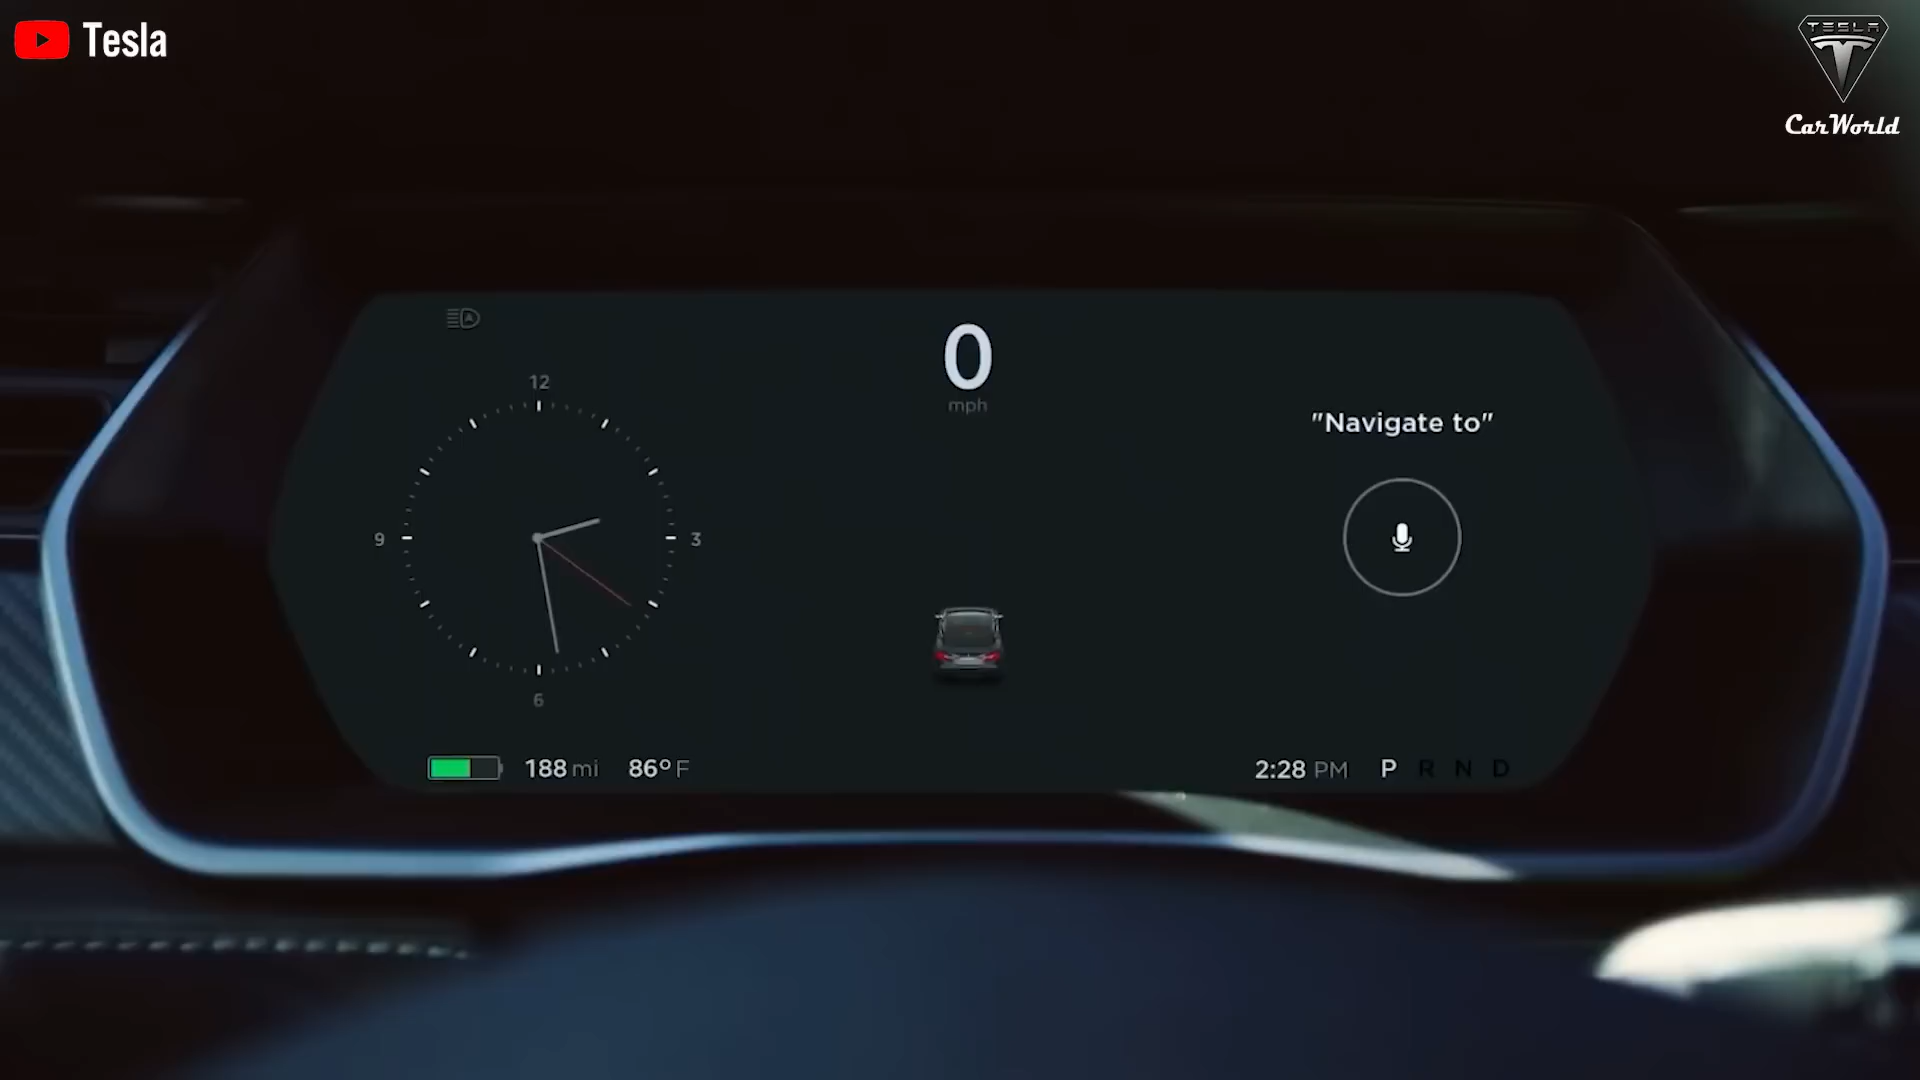 Tesla
TESLA
CarWorld
0
mph
12
9
3
6
"Navigate to"
188 mi
86° F
2:28 PM
P R N D